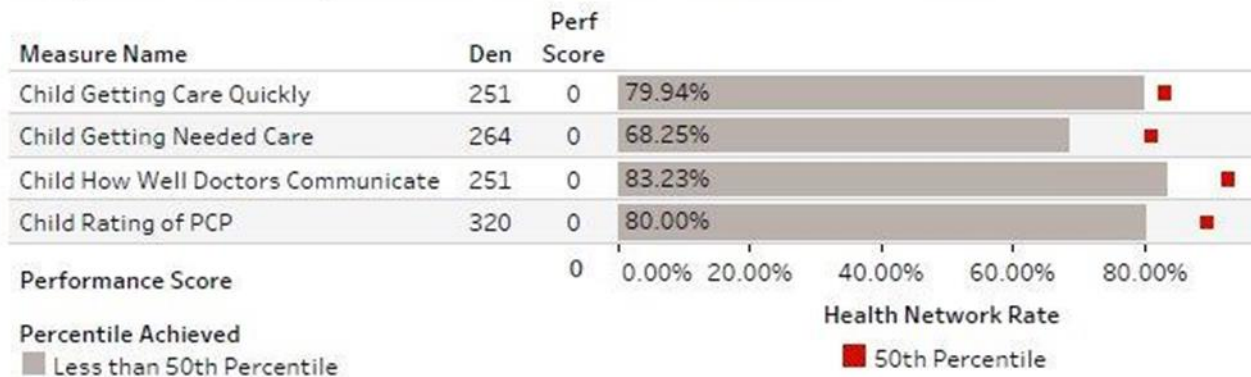 Perf
Measure Name Den Score
Child Getting Care Quickly 251 0 79.94%
Child Getting Needed Care 264 0 68.25%
Child How Well Doctors Communicate 251 0 83.23%
Child Rating of PCP 320 0 80.00%
Performance Score 0 0.00% 20.00% 40.00% 60.00% 80.00%
Health Network Rate
Percentile Achieved
Less than 50th Percentile 50th Percentile